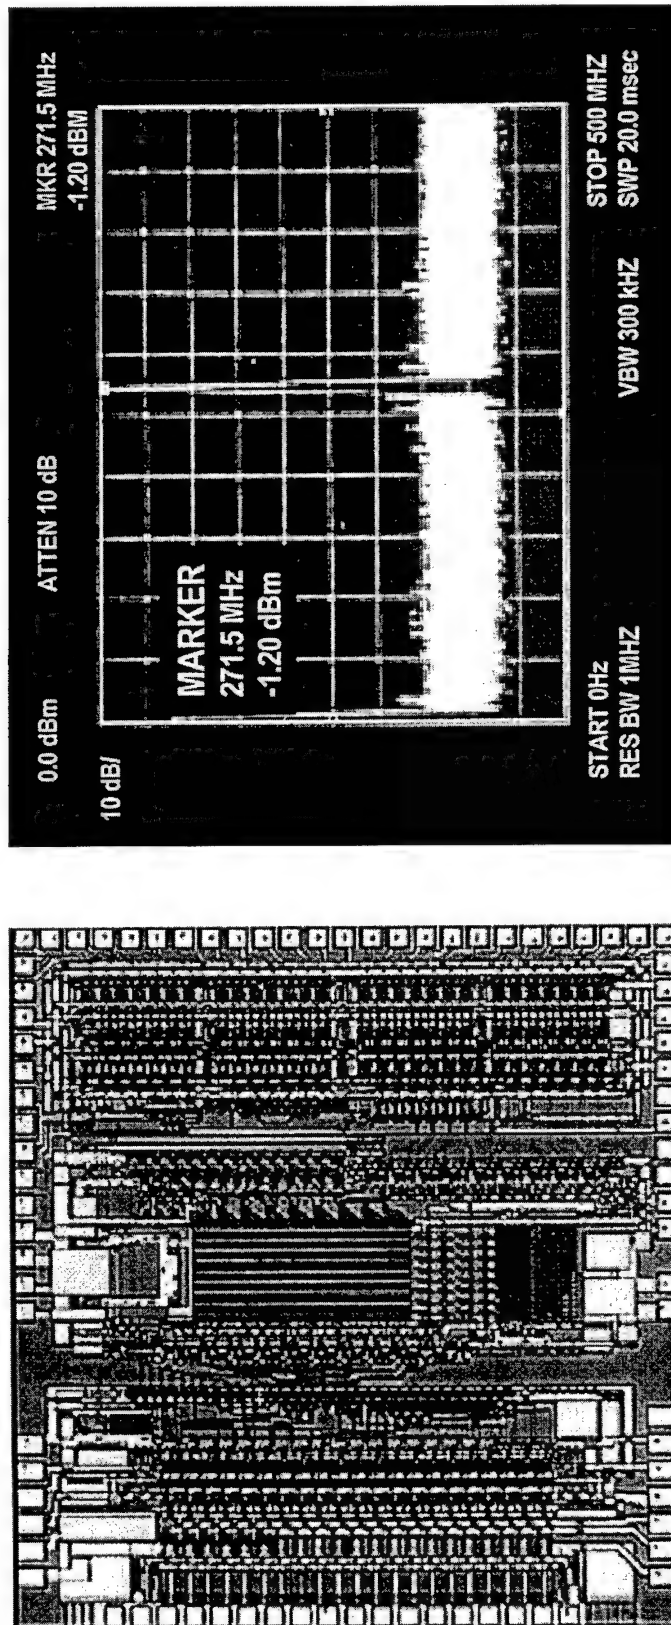 0.0 dBm ATTEN 10 dB MKR 271.5 MHz
-1.20 dBM
10 dB/
MARKER
271.5 MHz
-1.20 dBm
START 0Hz STOP 500 MHZ
RES BW 1MHZ VBW 300 kHZ SWP 20.0 msec